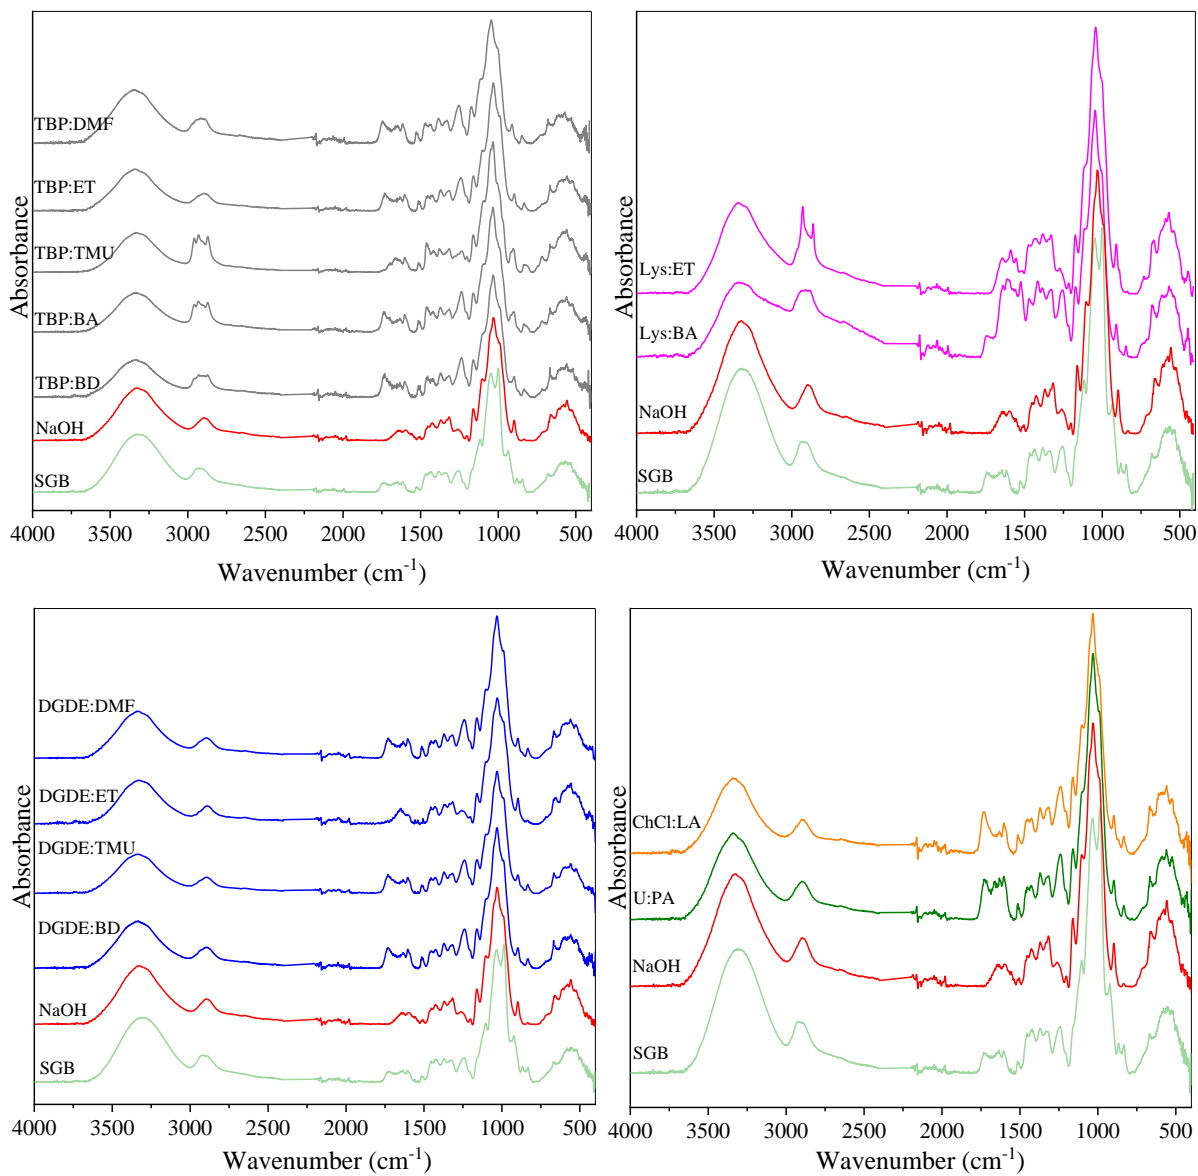 Absorbance
TBP:DMF
TBP:ET
TBP:TMU
TBP:BA
TBP:BD
NaOH
SGB
4000 3500 3000 2500 2000 1500 1000 500
Wavenumber (cm⁻¹)
Absorbance
Lys:ET
Lys:BA
NaOH
SGB
4000 3500 3000 2500 2000 1500 1000 500
Wavenumber (cm⁻¹)
Absorbance
DGDE:DMF
DGDE:ET
DGDE:TMU
DGDE:BD
NaOH
SGB
4000 3500 3000 2500 2000 1500 1000 500
Wavenumber (cm⁻¹)
Absorbance
ChCl:LA
U:PA
NaOH
SGB
4000 3500 3000 2500 2000 1500 1000 500
Wavenumber (cm⁻¹)